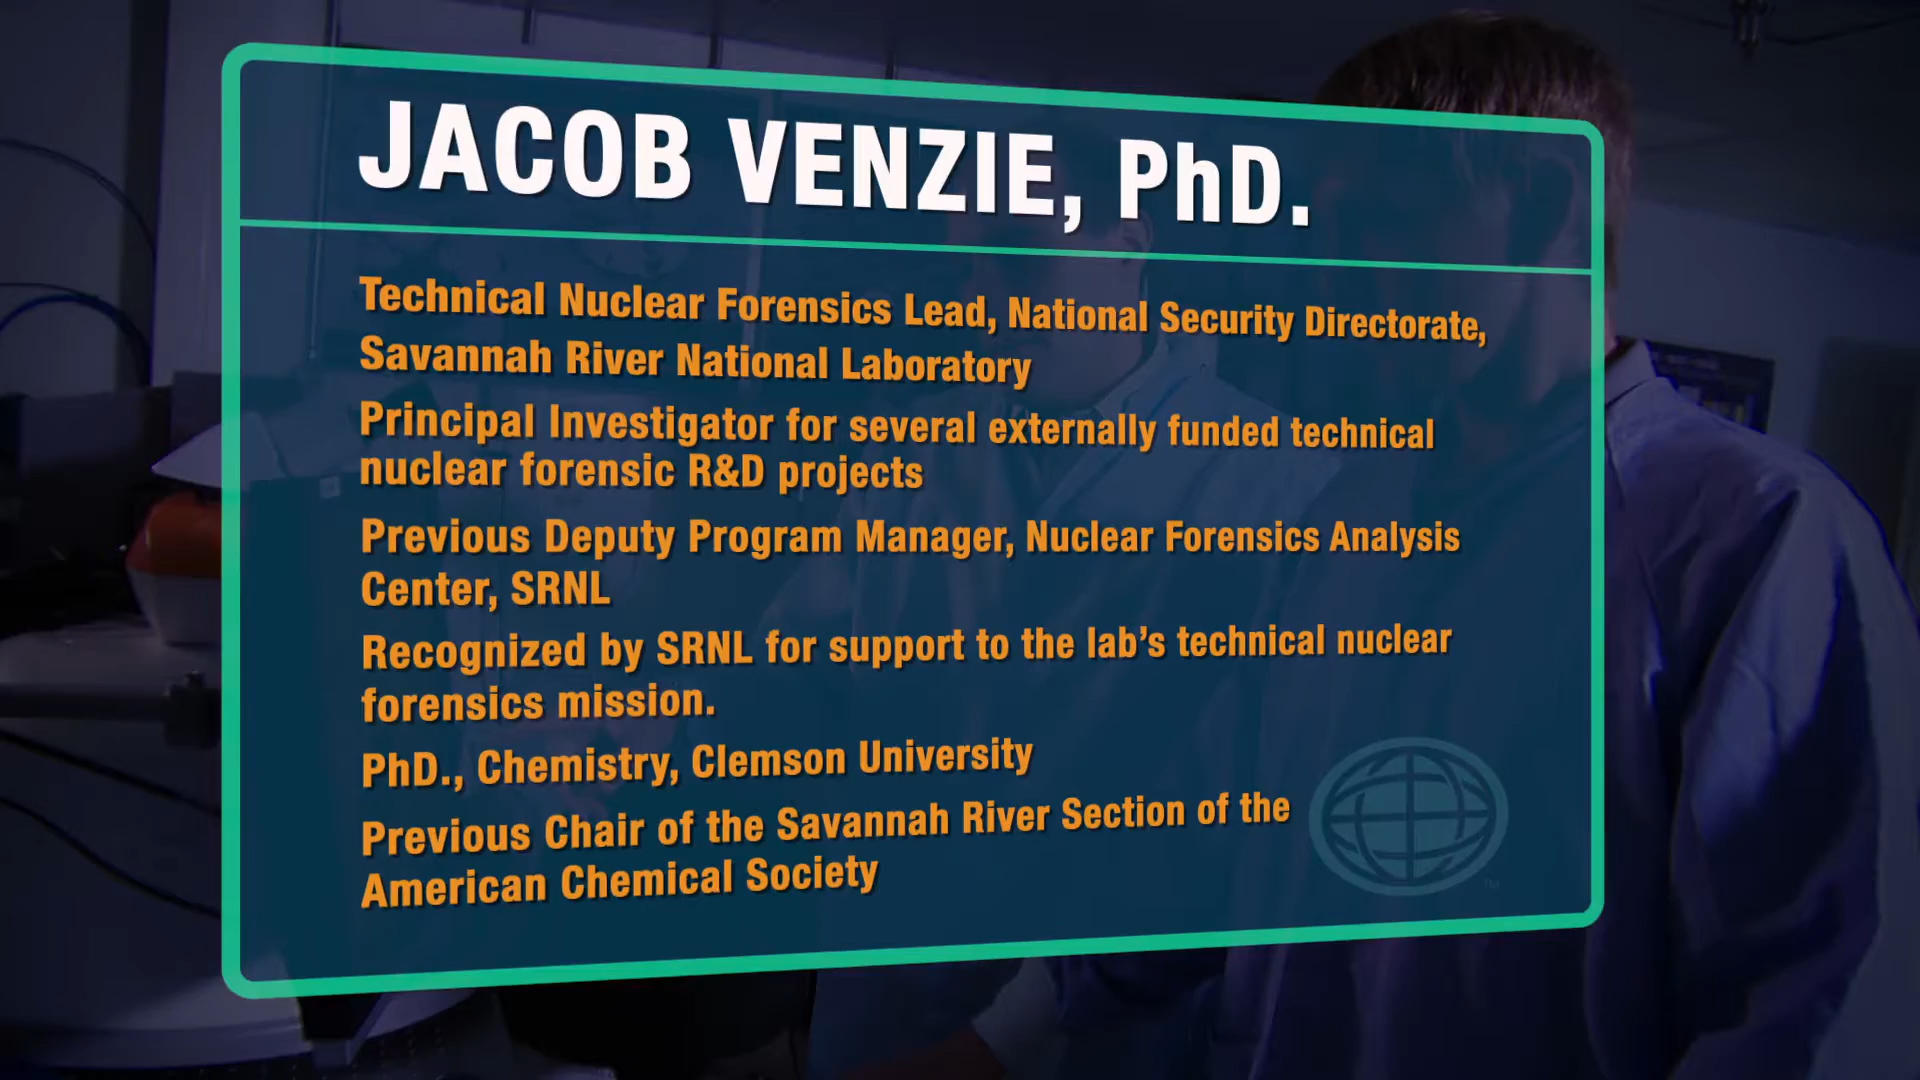 JACOB VENZIE, PhD.
Technical Nuclear Forensics Lead, National Security Directorate,
Savannah River National Laboratory
Principal Investigator for several externally funded technical
nuclear forensic R&D projects
Previous Deputy Program Manager, Nuclear Forensics Analysis
Center, SRNL
Recognized by SRNL for support to the lab's technical nuclear
forensics mission.
PhD., Chemistry, Clemson University
Previous Chair of the Savannah River Section of the
American Chemical Society
TM